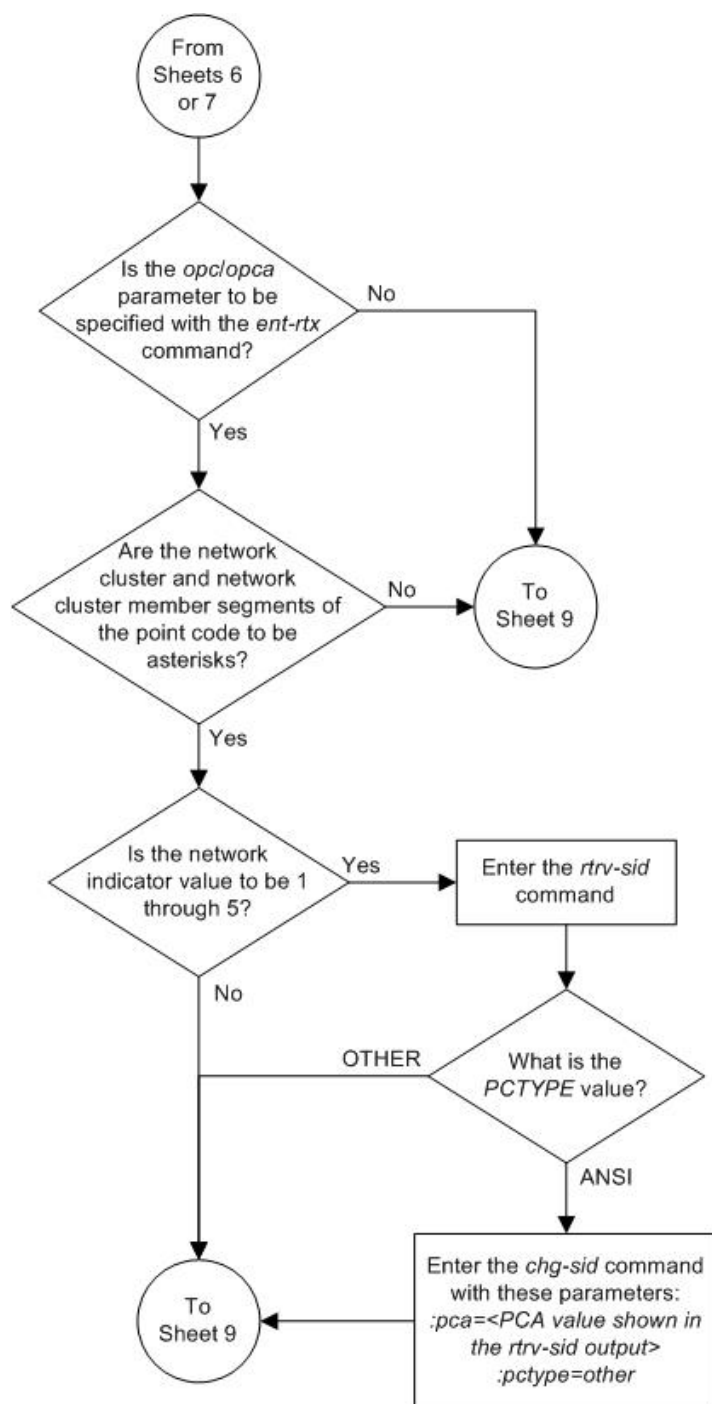 From
Sheets 6
or 7
Is the opc/opca
parameter to be
specified with the ent-rtx
command?
No
Yes
Are the network
cluster and network
cluster member segments of
the point code to be
asterisks?
No
To
Sheet 9
Yes
Is the network
indicator value to be 1
through 5?
Yes
Enter the rtrv-sid
command
No
OTHER
What is the
PCTYPE value?
ANSI
To
Sheet 9
Enter the chg-sid command
with these parameters:
:pca=<PCA value shown in
the rtrv-sid output>
:pctype=other